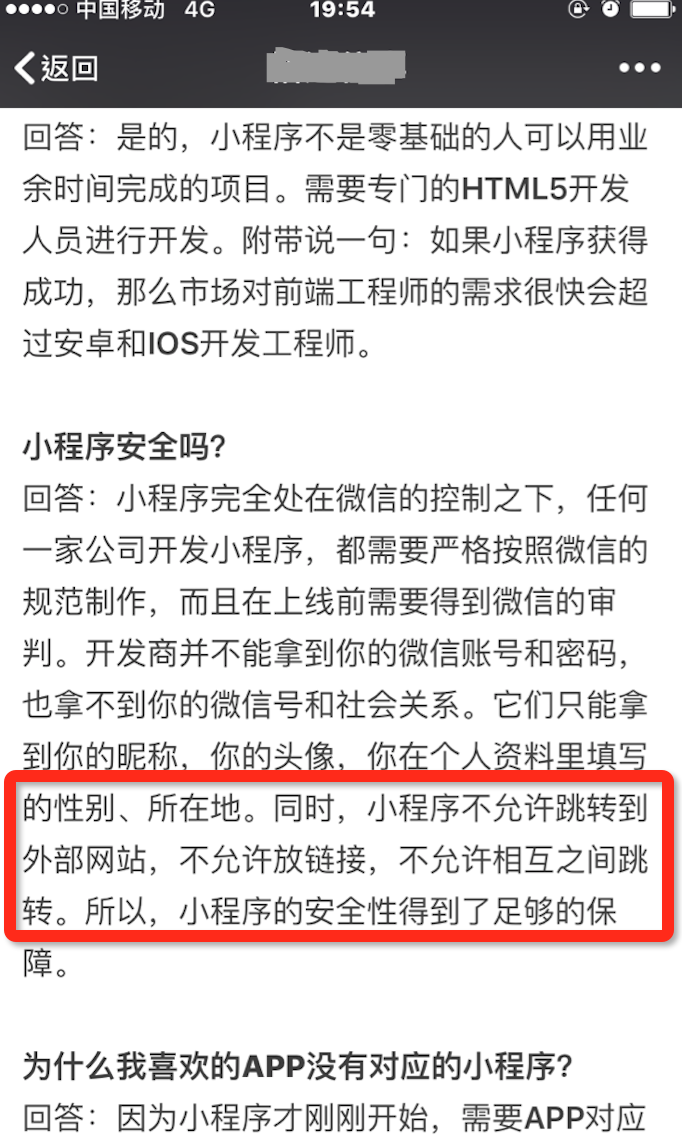 中国移动 4G 19:54
返回
回答：是的，小程序不是零基础的人可以用业
余时间完成的项目。需要专门的HTML5开发
人员进行开发。附带说一句：如果小程序获得
成功，那么市场对前端工程师的需求很快会超
过安卓和IOS开发工程师。
小程序安全吗？
回答：小程序完全处在微信的控制之下，任何
一家公司开发小程序，都需要严格按照微信的
规范制作，而且在上线前需要得到微信的审
判。开发商并不能拿到你的微信账号和密码，
也拿不到你的微信号和社会关系。它们只能拿
到你的昵称，你的头像，你在个人资料里填写
的性别、所在地。同时，小程序不允许跳转到
外部网站，不允许放链接，不允许相互之间跳
转。所以，小程序的安全性得到了足够的保
障。
为什么我喜欢的APP没有对应的小程序？
回答：因为小程序才刚刚开始，需要APP对应